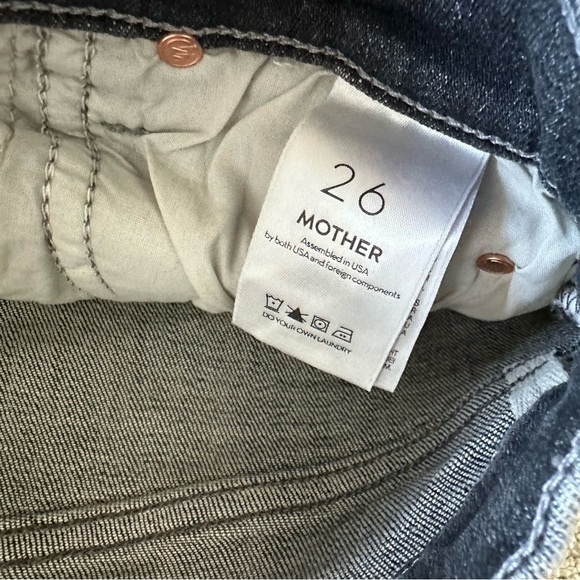 26
MOTHER
Assembled in USA
by both USA and foreign components
DO YOUR OWN LAUNDRY